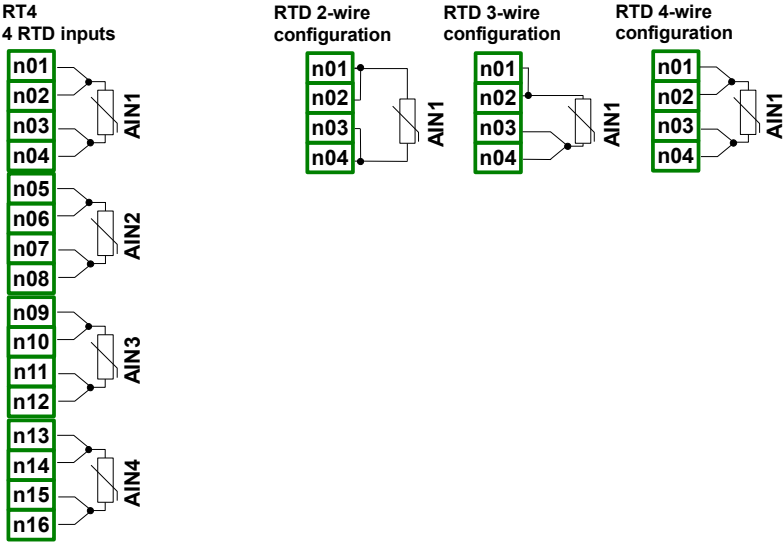 RT4
4 RTD inputs
n01
n02
n03
n04
AIN1
n05
n06
n07
n08
AIN2
n09
n10
n11
n12
AIN3
n13
n14
n15
n16
AIN4
RTD 2-wire
configuration
n01
n02
n03
n04
AIN1
RTD 3-wire
configuration
n01
n02
n03
n04
AIN1
RTD 4-wire
configuration
n01
n02
n03
n04
AIN1